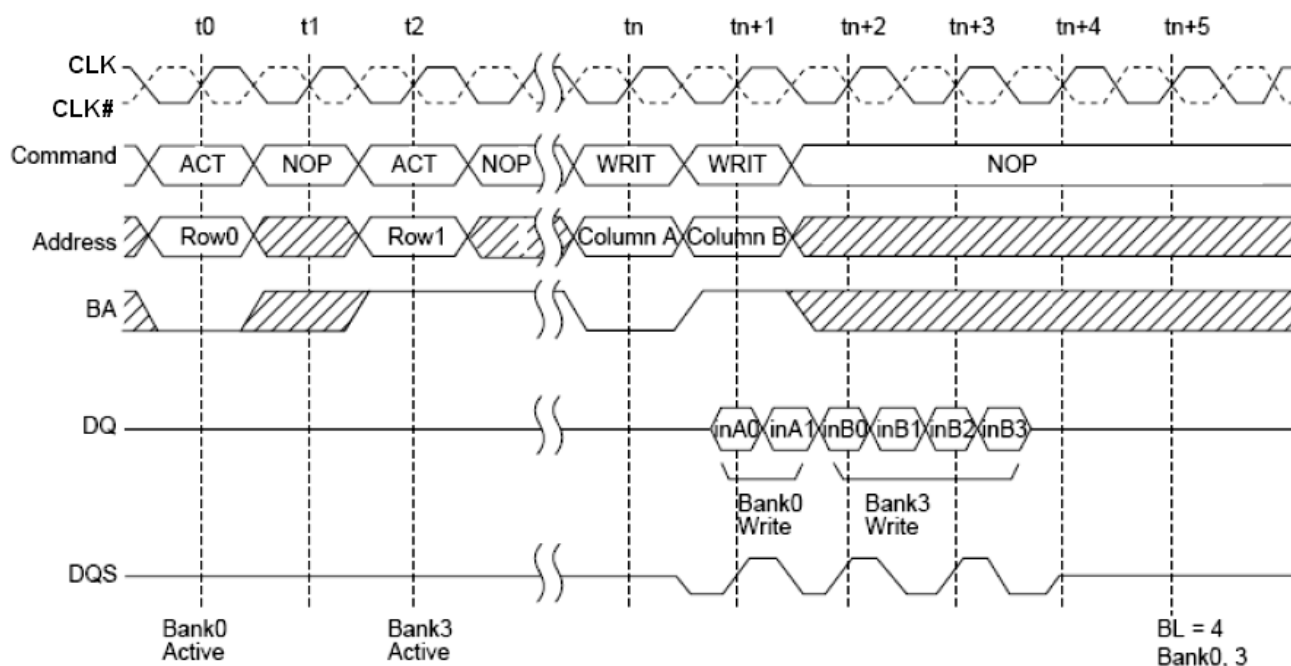 t0 t1 t2 tn tn+1 tn+2 tn+3 tn+4 tn+5
CLK
CLK#
Command ACT NOP ACT NOP WRIT WRIT NOP
Address Row0 Row1 Column A Column B
BA
DQ inA0 inA1 inB0 inB1 inB2 inB3
Bank0 Bank3
Write Write
DQS
Bank0 Bank3 BL = 4
Active Active Bank0, 3